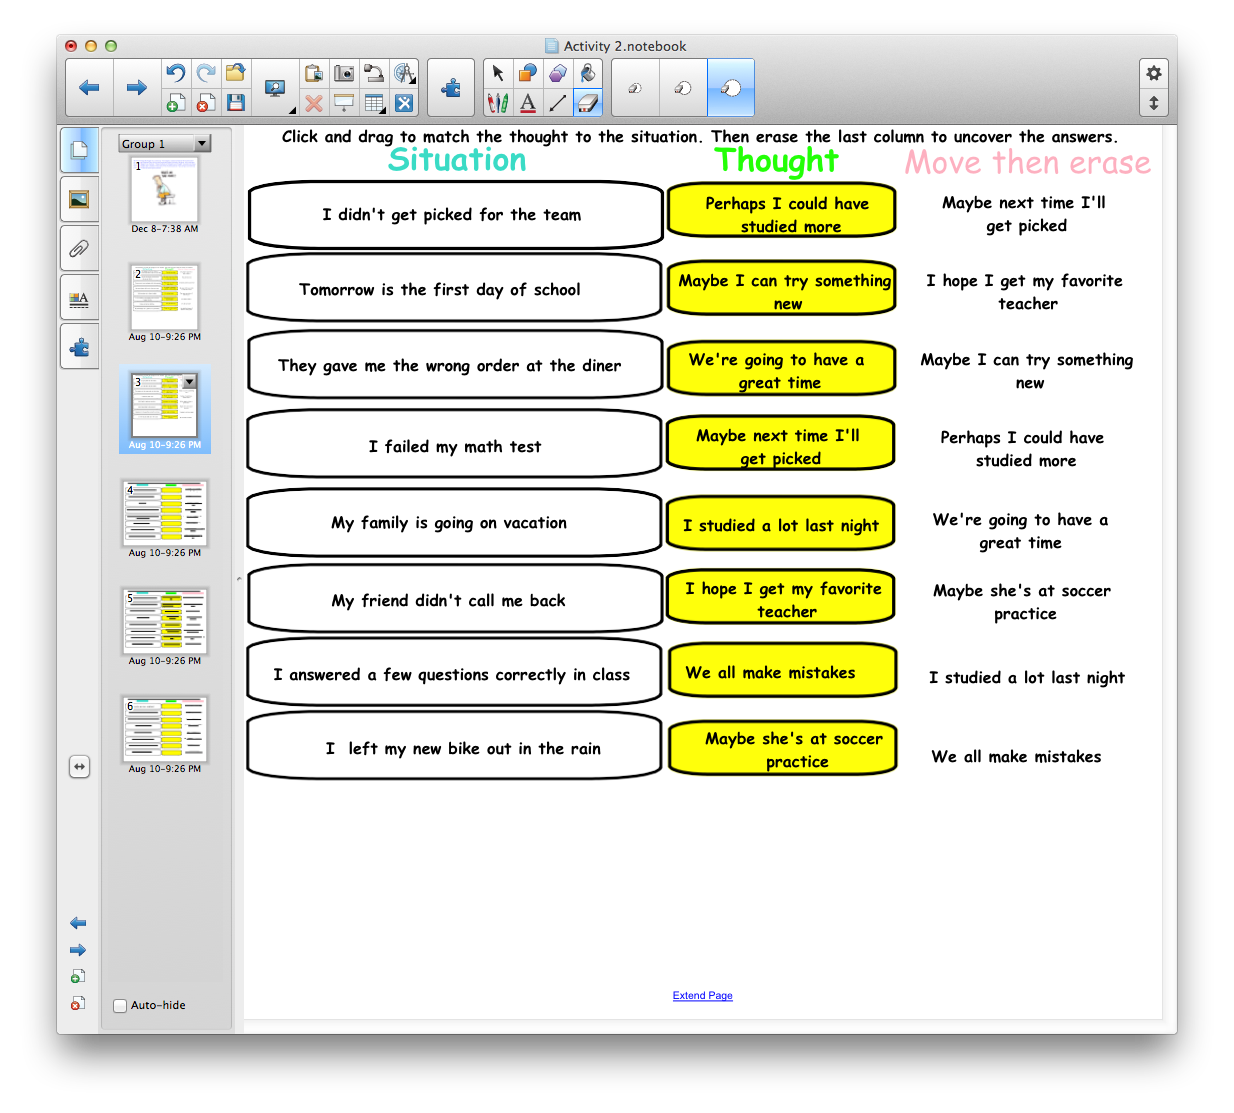 Activity 2.notebook
Group 1
1
Dec 8-7:38 AM
2
Aug 10-9:26 PM
3
Aug 10-9:26 PM
4
Aug 10-9:26 PM
5
Aug 10-9:26 PM
6
Aug 10-9:26 PM
Auto-hide
Click and drag to match the thought to the situation. Then erase the last column to uncover the answers.
Situation
Thought
Move then erase
I didn't get picked for the team
Perhaps I could have
studied more
Maybe next time I'll
get picked
Tomorrow is the first day of school
Maybe I can try something
new
I hope I get my favorite
teacher
They gave me the wrong order at the diner
We're going to have a
great time
Maybe I can try something
new
I failed my math test
Maybe next time I'll
get picked
Perhaps I could have
studied more
My family is going on vacation
I studied a lot last night
We're going to have a
great time
My friend didn't call me back
I hope I get my favorite
teacher
Maybe she's at soccer
practice
I answered a few questions correctly in class
We all make mistakes
I studied a lot last night
I  left my new bike out in the rain
Maybe she's at soccer
practice
We all make mistakes
Extend Page